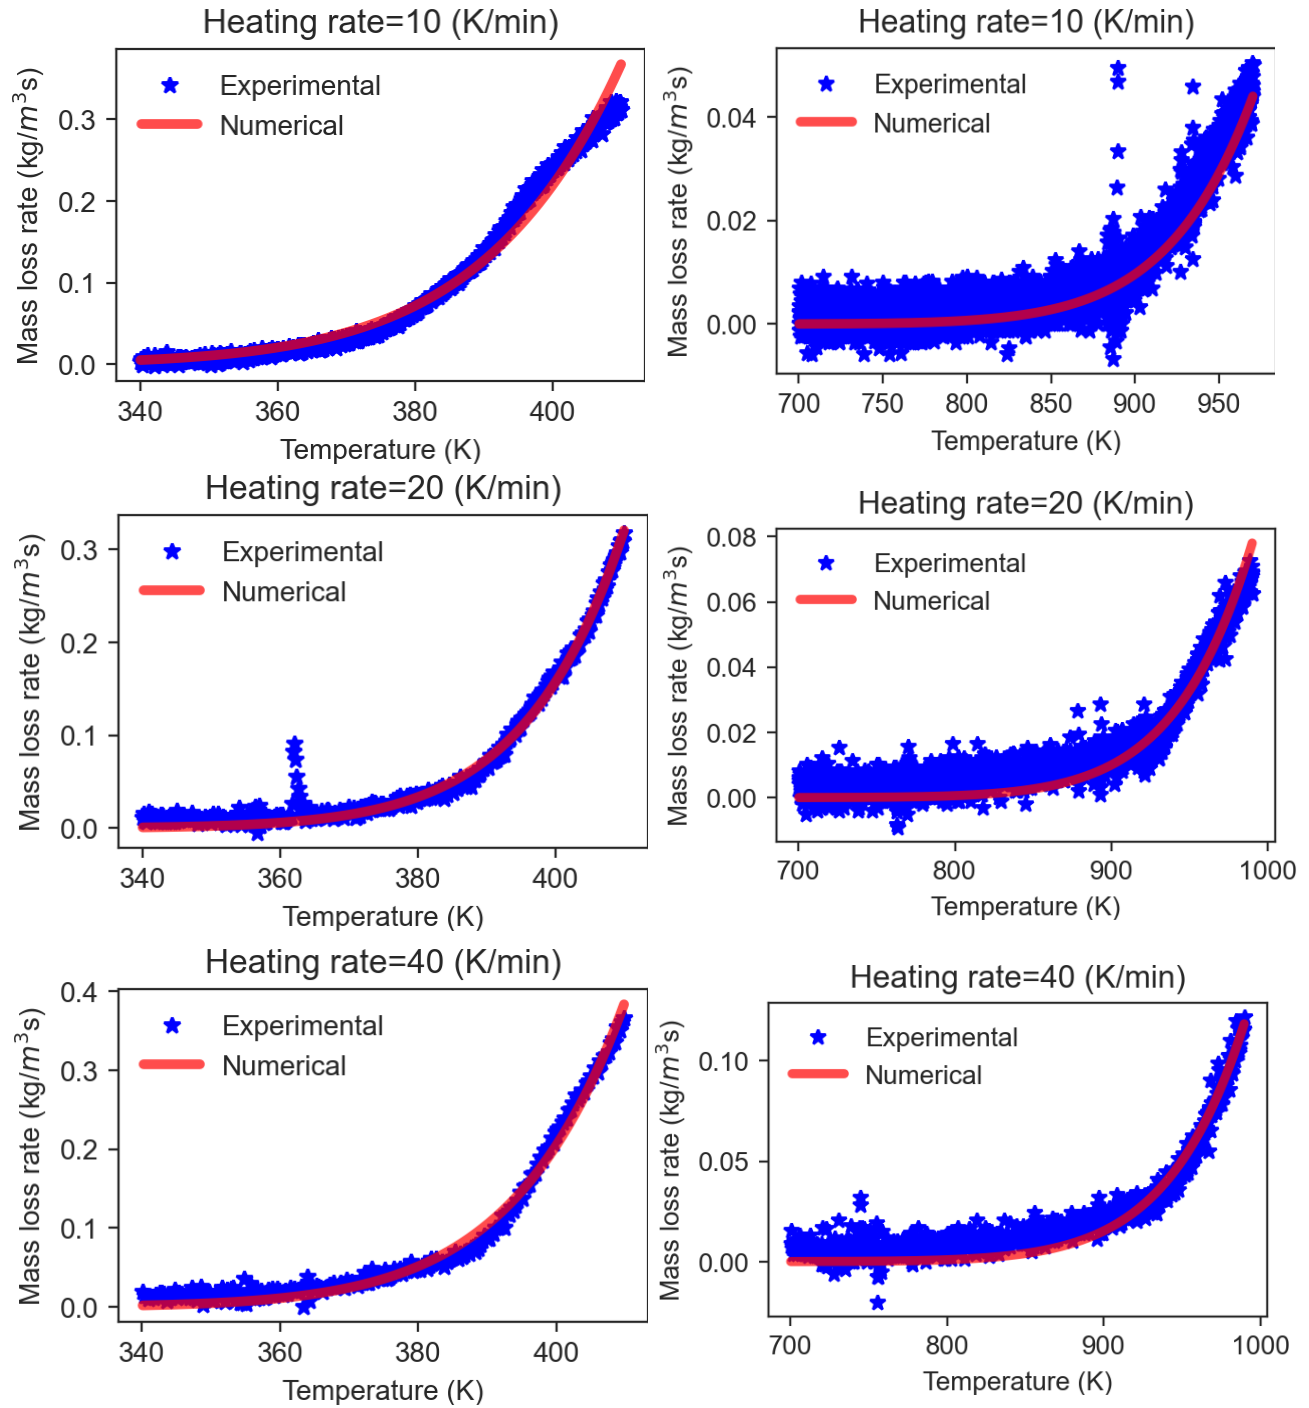 Heating rate=10 (K/min)
Experimental
Numerical
Mass loss rate (kg/m³s)
0.3
0.2
0.1
0.0
340 360 380 400
Temperature (K)
Heating rate=10 (K/min)
Experimental
Numerical
Mass loss rate (kg/m³s)
0.04
0.02
0.00
700 750 800 850 900 950
Temperature (K)
Heating rate=20 (K/min)
Experimental
Numerical
Mass loss rate (kg/m³s)
0.3
0.2
0.1
0.0
340 360 380 400
Temperature (K)
Heating rate=20 (K/min)
Experimental
Numerical
Mass loss rate (kg/m³s)
0.08
0.06
0.04
0.02
0.00
700 800 900 1000
Temperature (K)
Heating rate=40 (K/min)
Experimental
Numerical
Mass loss rate (kg/m³s)
0.4
0.3
0.2
0.1
0.0
340 360 380 400
Temperature (K)
Heating rate=40 (K/min)
Experimental
Numerical
Mass loss rate (kg/m³s)
0.10
0.05
0.00
700 800 900 1000
Temperature (K)